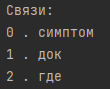 Связи:
0 . симптом
1 . док
2 . где